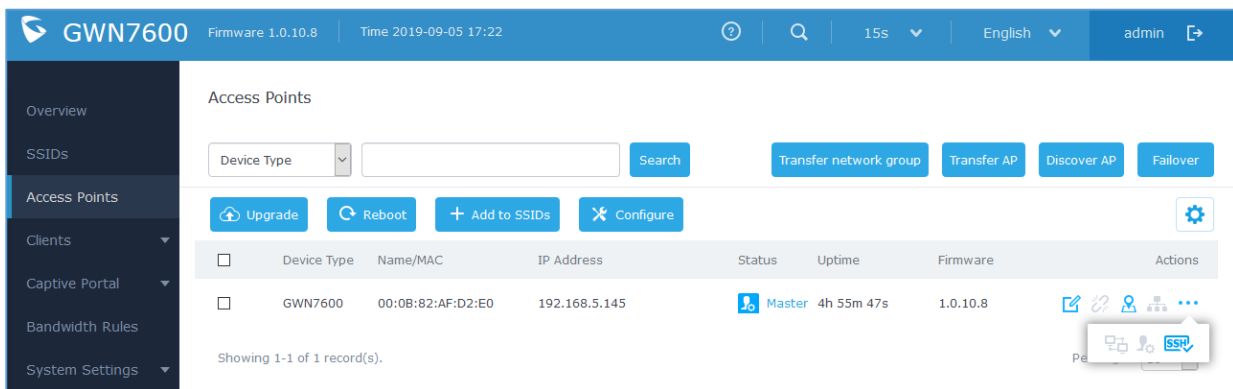 GWN7600 Firmware 1.0.10.8 Time 2019-09-05 17:22 15s English admin
Overview
SSIDs
Access Points
Clients
Captive Portal
Bandwidth Rules
System Settings
Access Points
Device Type Search Transfer network group Transfer AP Discover AP Failover
Upgrade Reboot + Add to SSIDs Configure
Device Type Name/MAC IP Address Status Uptime Firmware Actions
GWN7600 00:0B:82:AF:D2:E0 192.168.5.145 Master 4h 55m 47s 1.0.10.8
SSH
Showing 1-1 of 1 record(s).